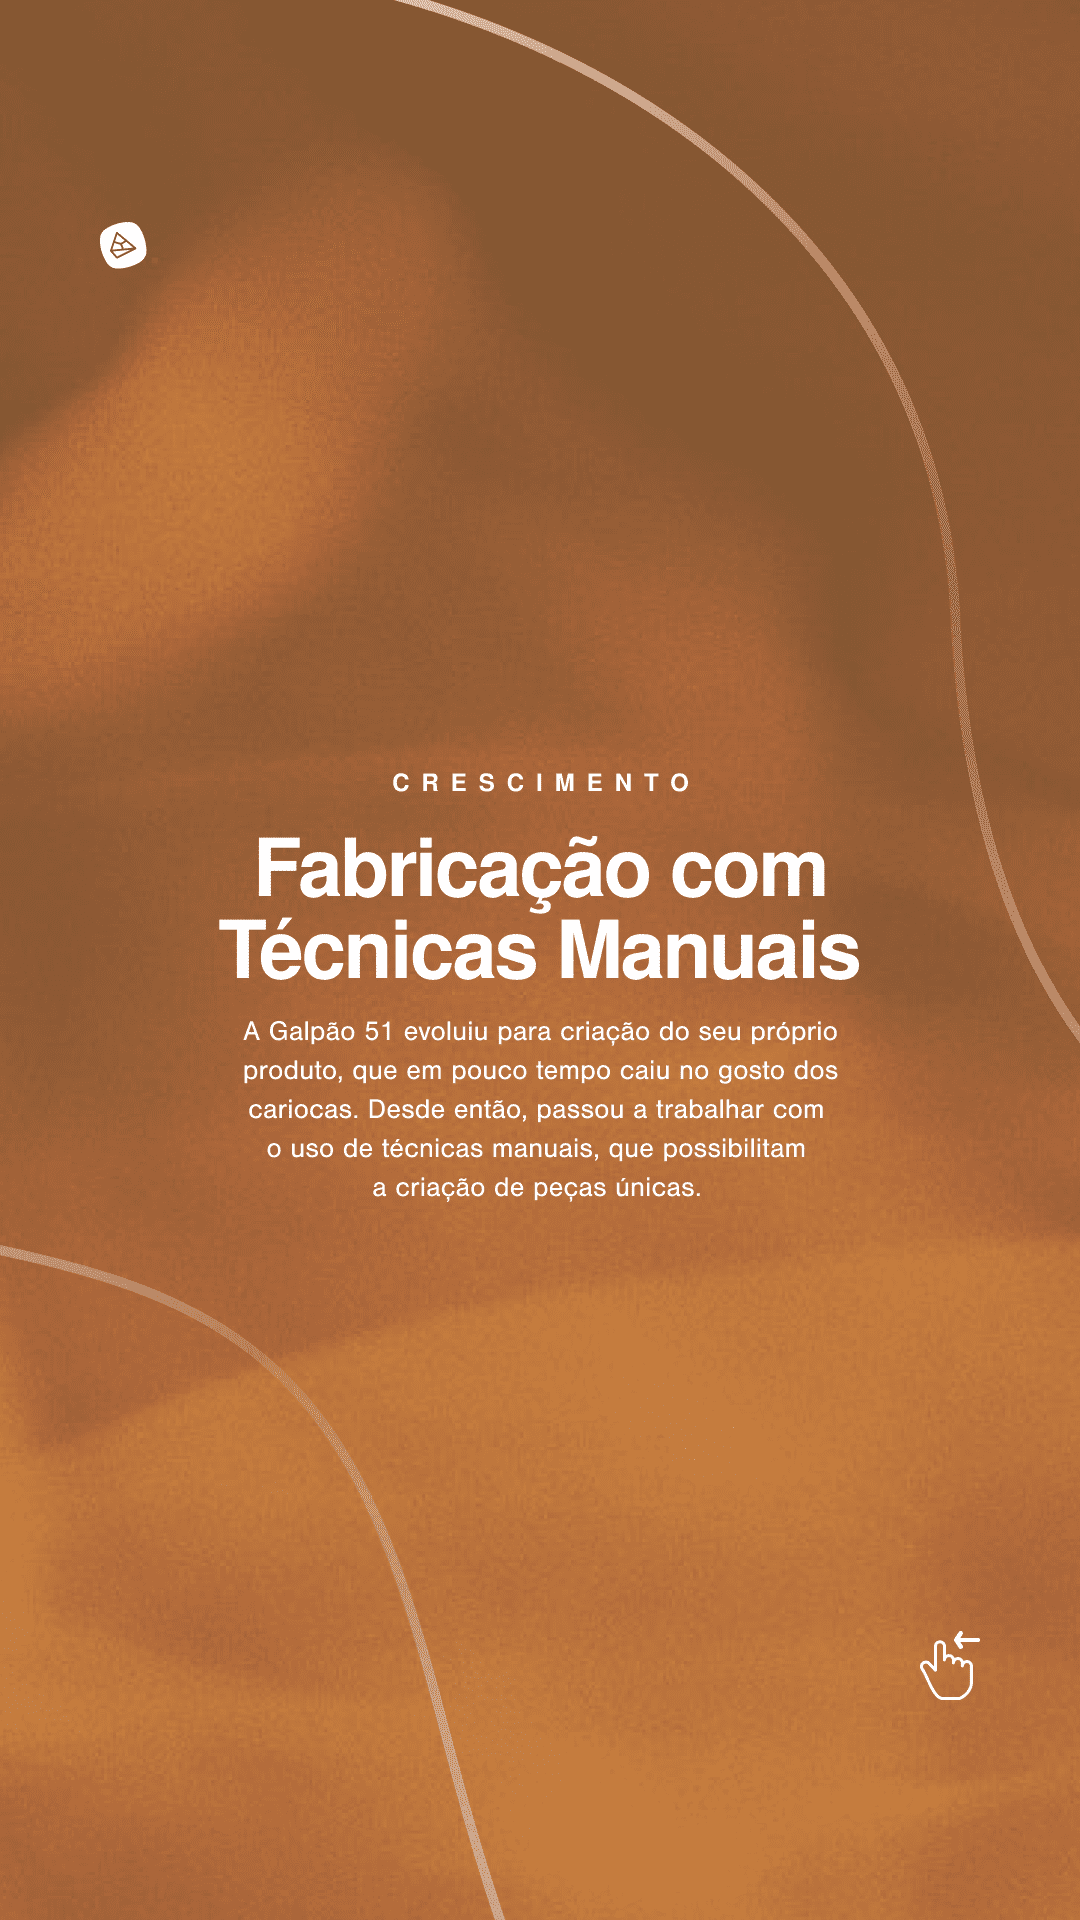 CRESCIMENTO
Fabricação com
Técnicas Manuais
A Galpão 51 evoluiu para criação do seu próprio
produto, que em pouco tempo caiu no gosto dos
cariocas. Desde então, passou a trabalhar com
o uso de técnicas manuais, que possibilitam
a criação de peças únicas.